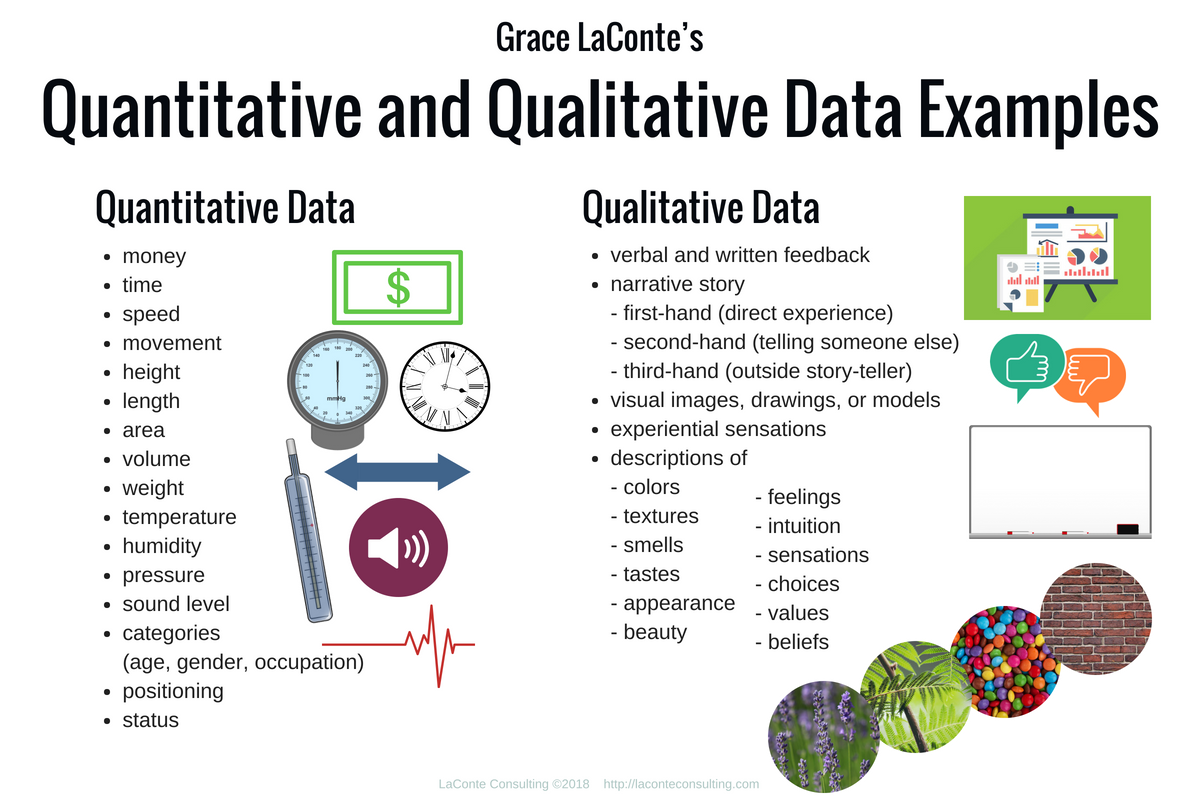 Grace LaConte's
Quantitative and Qualitative Data Examples
Quantitative Data
• money
• time
• speed
• movement
• height
• length
• area
• volume
• weight
• temperature
• humidity
• pressure
• sound level
• categories
(age, gender, occupation)
• positioning
• status
$
mmHg
Qualitative Data
• verbal and written feedback
• narrative story
- first-hand (direct experience)
- second-hand (telling someone else)
- third-hand (outside story-teller)
• visual images, drawings, or models
• experiential sensations
• descriptions of
- colors
- textures
- smells
- tastes
- appearance
- beauty
- feelings
- intuition
- sensations
- choices
- values
- beliefs
LaConte Consulting ©2018 http://laconteconsulting.com